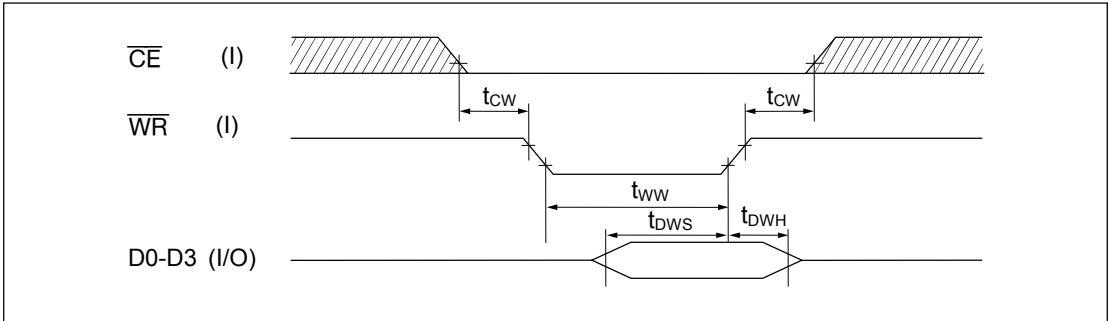 CE (I)
tCW tCW
WR (I)
tWW
tDWS tDWH
D0-D3 (I/O)